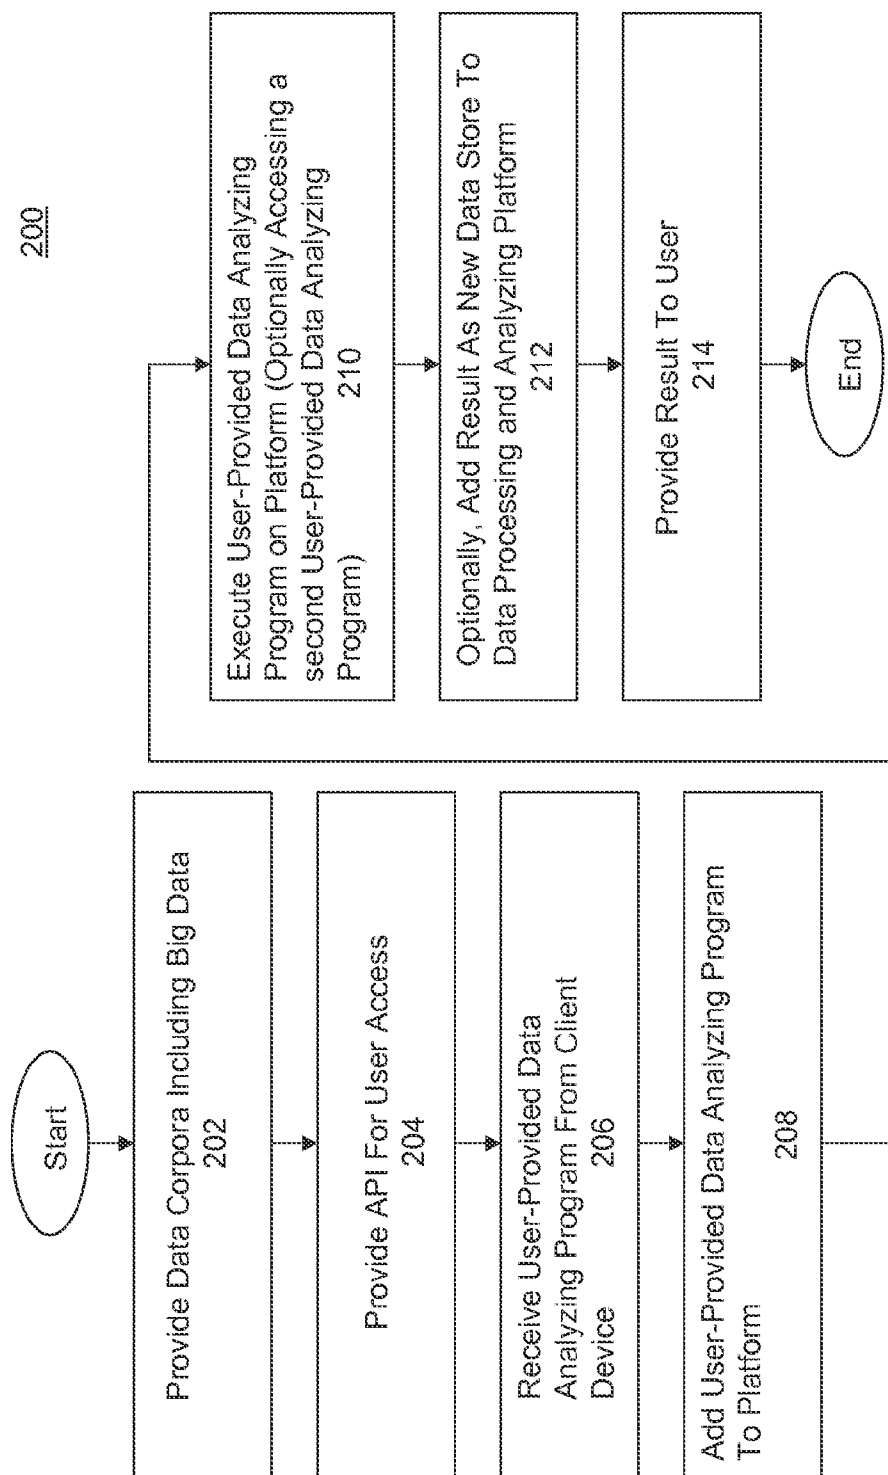 200
Start
Provide Data Corpora Including Big Data
202
Provide API For User Access
204
Receive User-Provided Data
Analyzing Program From Client
Device
206
Add User-Provided Data Analyzing Program
To Platform
208
Execute User-Provided Data Analyzing
Program on Platform (Optionally Accessing a
second User-Provided Data Analyzing
Program)
210
Optionally, Add Result As New Data Store To
Data Processing and Analyzing Platform
212
Provide Result To User
214
End